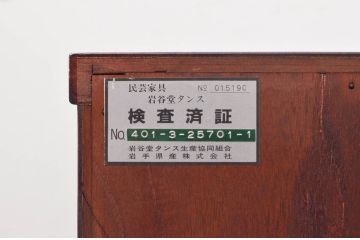 民芸家具 No 015190
岩谷堂タンス
検査済証
No. 401-3-25701-1
岩谷堂タンス生産協同組合
岩手県産株式会社